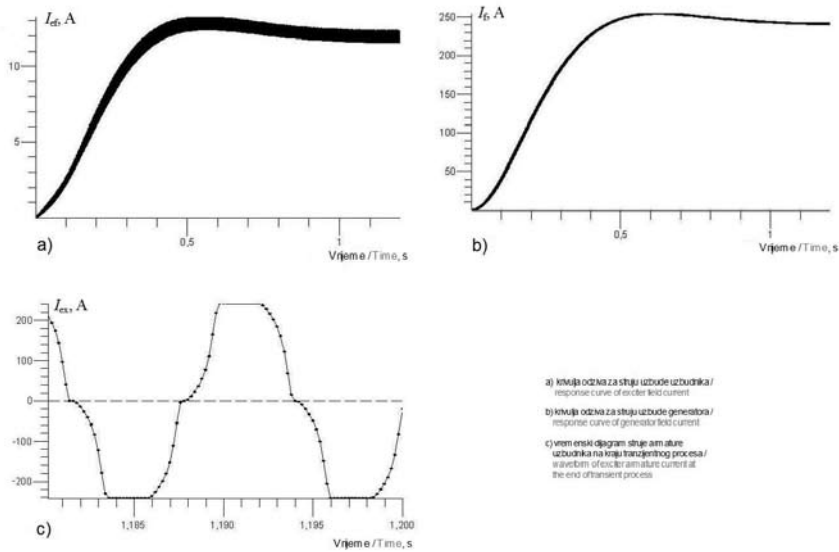 I_ef, A
10
5
0,5
1
a)
Vrijeme / Time, s
I_f, A
250
200
150
100
50
0,5
1
b)
Vrijeme / Time, s
I_ex, A
200
100
0
-100
-200
1,185
1,190
1,195
1,200
c)
Vrijeme / Time, s
a) krivulja odziva za struju uzbude uzbudnika /
response curve of exciter field current
b) krivulja odziva za struju uzbude generatora /
response curve of generator field current
c) vremenski dijagram struje armature
uzbudnika na kraju tranzijentnog procesa /
waveform of exciter armature current at
the end of transient process